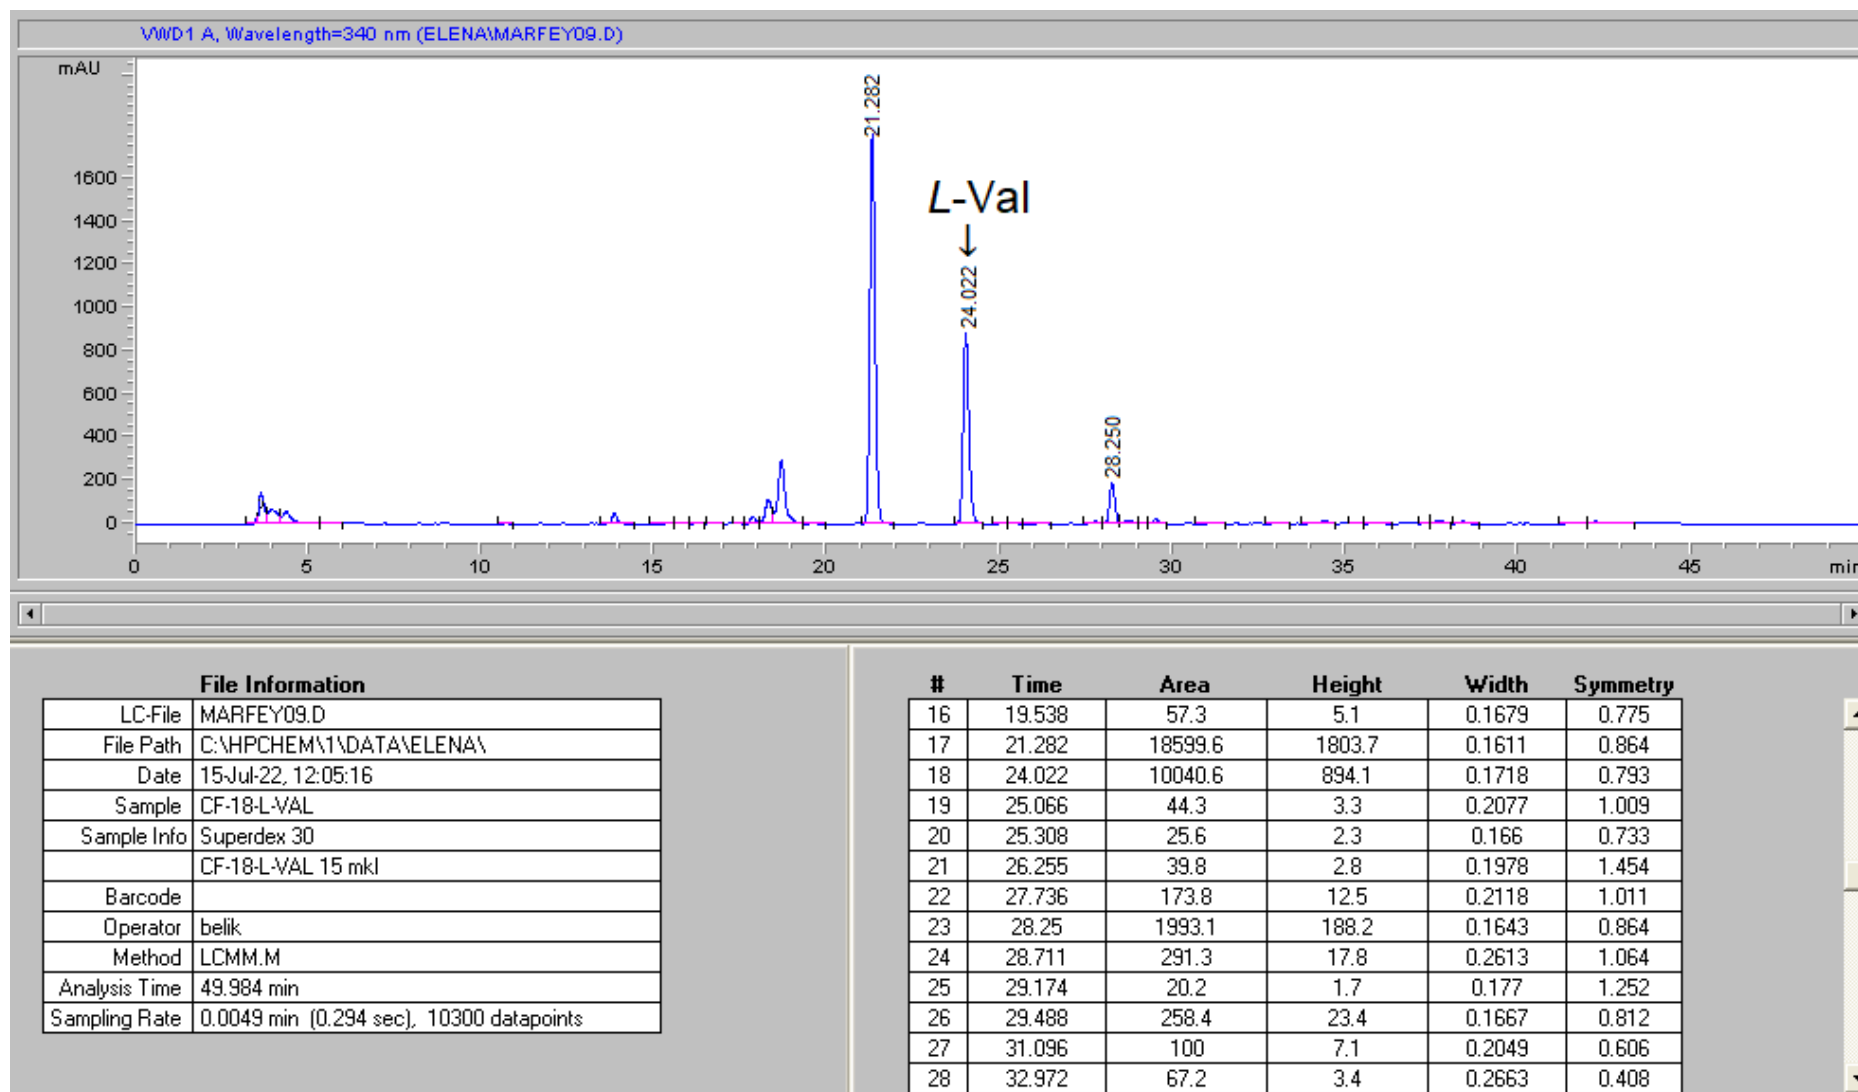 VWD1 A, Wavelength=340 nm (ELENA\MARFEY09.D)
mAU
21.282
L-Val
↓
24.022
28.250
1600
1400
1200
1000
800
600
400
200
0
0 5 10 15 20 25 30 35 40 45 min
File Information
LC-File MARFEY09.D
File Path C:\HPCHEM\1\DATA\ELENA\
Date 15-Jul-22, 12:05:16
Sample CF-18-L-VAL
Sample Info Superdex 30
CF-18-L-VAL 15 mkl
Barcode
Operator belik
Method LCMM.M
Analysis Time 49.984 min
Sampling Rate 0.0049 min (0.294 sec), 10300 datapoints
# Time Area Height Width Symmetry
16 19.538 57.3 5.1 0.1679 0.775
17 21.282 18599.6 1803.7 0.1611 0.864
18 24.022 10040.6 894.1 0.1718 0.793
19 25.066 44.3 3.3 0.2077 1.009
20 25.308 25.6 2.3 0.166 0.733
21 26.255 39.8 2.8 0.1978 1.454
22 27.736 173.8 12.5 0.2118 1.011
23 28.25 1993.1 188.2 0.1643 0.864
24 28.711 291.3 17.8 0.2613 1.064
25 29.174 20.2 1.7 0.177 1.252
26 29.488 258.4 23.4 0.1667 0.812
27 31.096 100 7.1 0.2049 0.606
28 32.972 67.2 3.4 0.2663 0.408